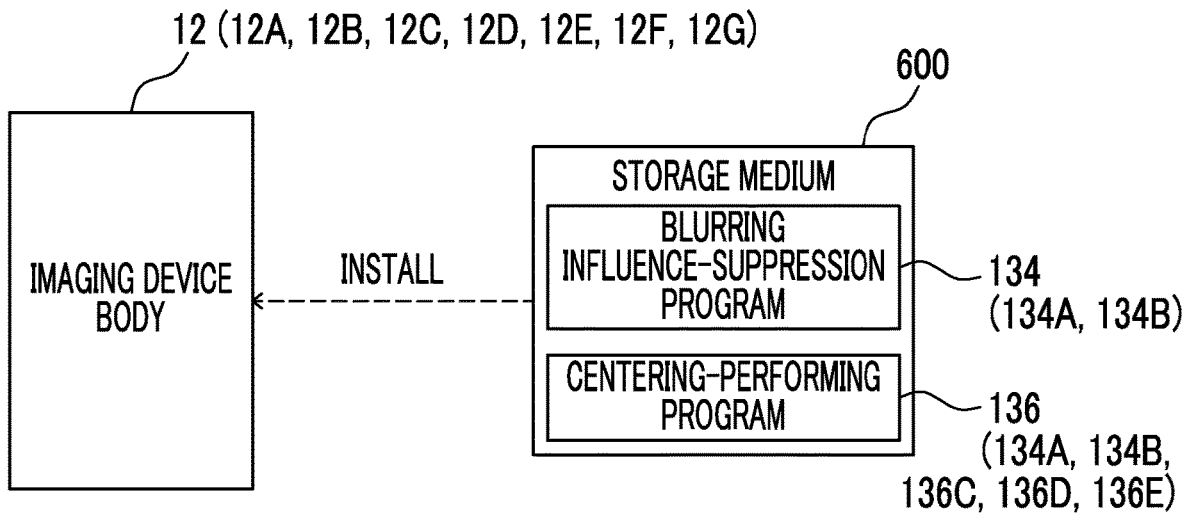 12 (12A, 12B, 12C, 12D, 12E, 12F, 12G)
600
STORAGE MEDIUM
BLURRING
INFLUENCE-SUPPRESSION
PROGRAM
134
(134A, 134B)
INSTALL
IMAGING DEVICE
BODY
CENTERING-PERFORMING
PROGRAM
136
(134A, 134B,
136C, 136D, 136E)